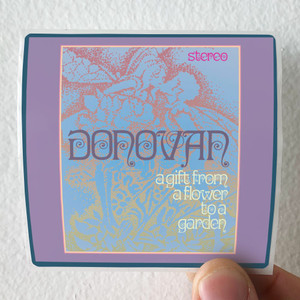 stereo
DONOVAN
a gift from
a flower
to a
garden